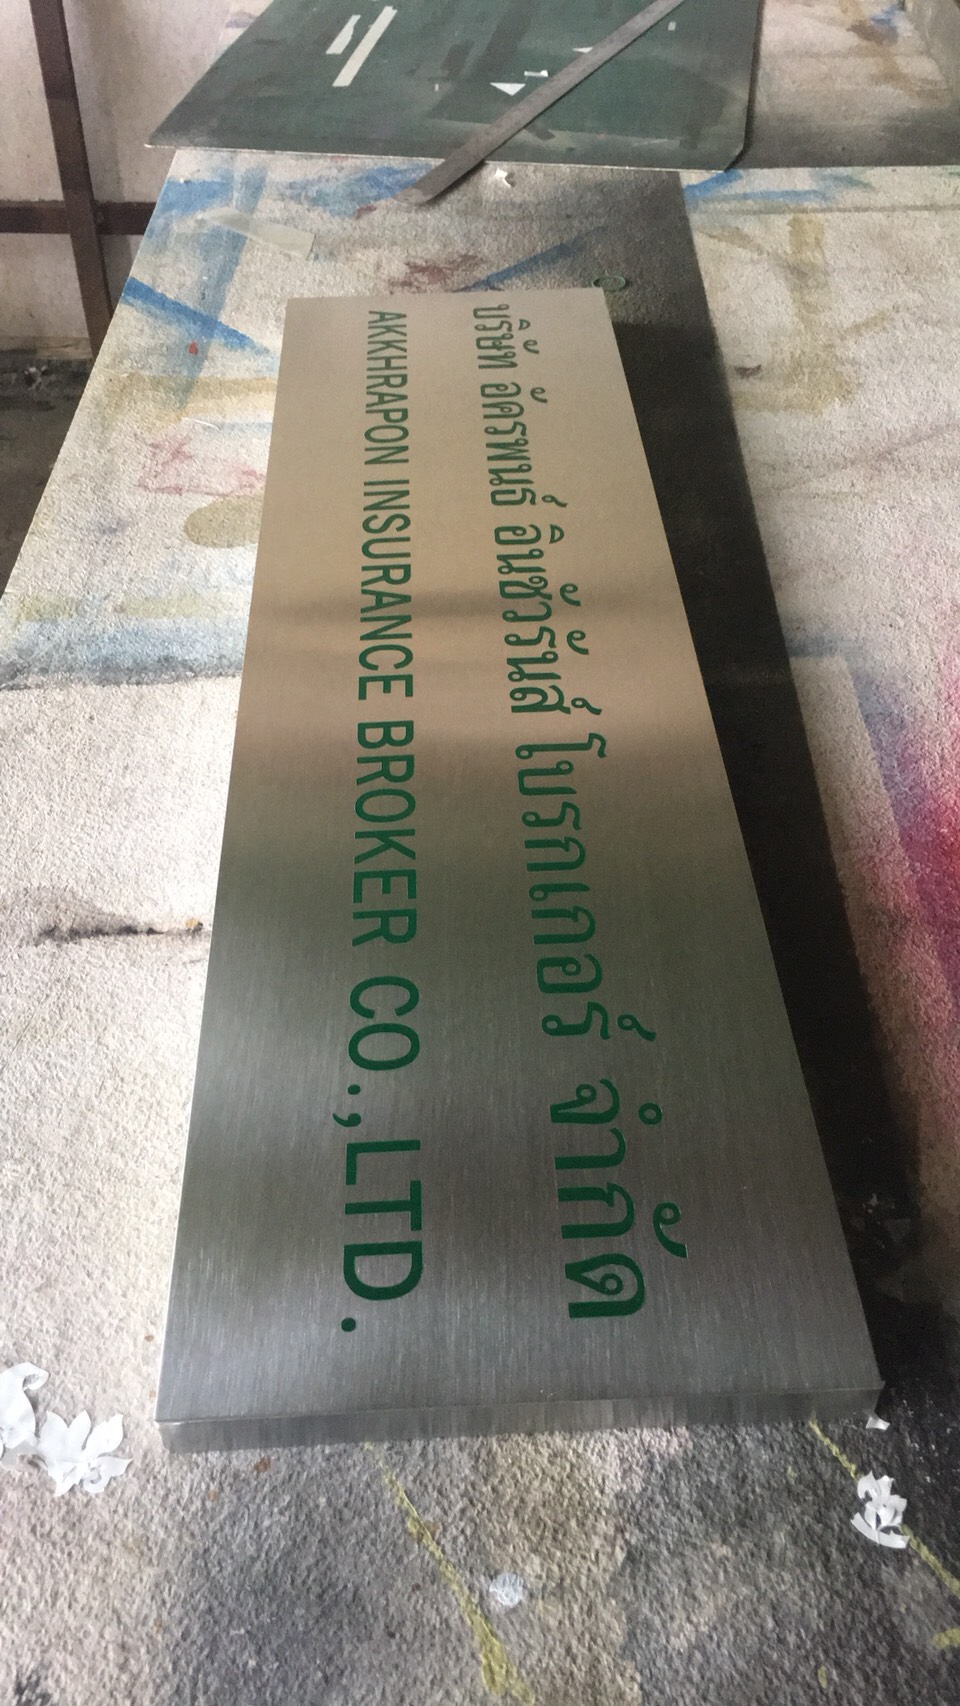 บริษัท อัครพนธ์ อินชัวรันส์ โบรกเกอร์ จำกัด
AKKHRAPON INSURANCE BROKER CO.,LTD.